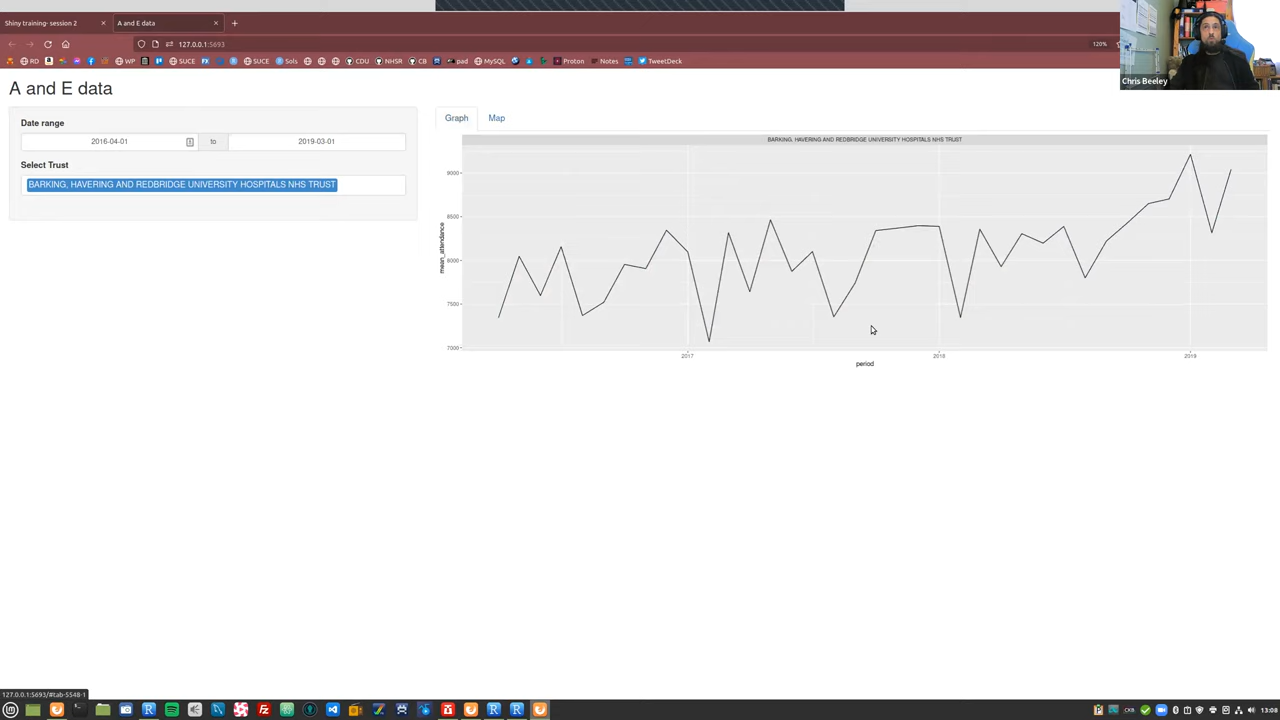 Shiny training- session 2
A and E data
127.0.0.1:5693
120%
RD
WP
SUCE
FX
SUCE
Sols
CDU
NHSR
CB
pad
MySQL
Proton
Notes
TweetDeck
Chris Beeley
A and E data
Date range
2016-04-01
to
2019-03-01
Select Trust
BARKING, HAVERING AND REDBRIDGE UNIVERSITY HOSPITALS NHS TRUST
Graph
Map
BARKING, HAVERING AND REDBRIDGE UNIVERSITY HOSPITALS NHS TRUST
9000
8500
8000
7500
7000
mean_attendance
2017
2018
2019
period
127.0.0.1:5693/#tab-5548-1
13:08